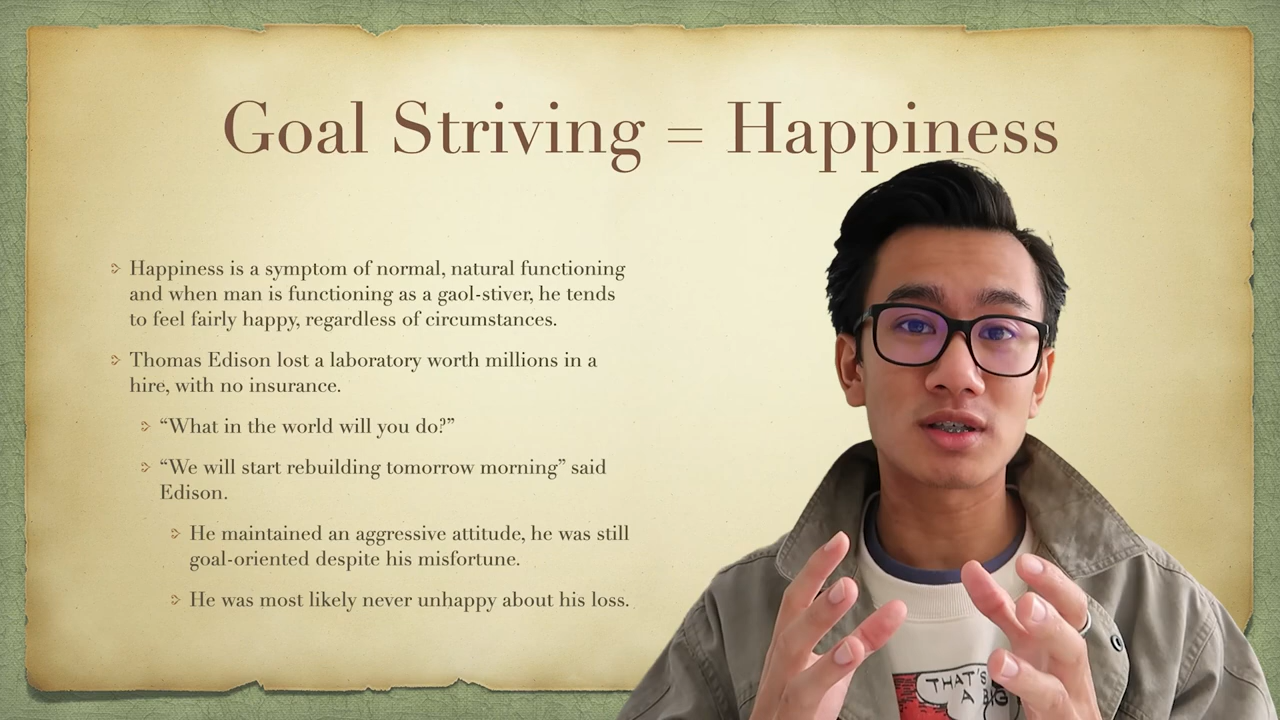 Goal Striving = Happiness
Happiness is a symptom of normal, natural functioning
and when man is functioning as a gaol-stiver, he tends
to feel fairly happy, regardless of circumstances.
Thomas Edison lost a laboratory worth millions in a
hire, with no insurance.
“What in the world will you do?”
“We will start rebuilding tomorrow morning” said
Edison.
He maintained an aggressive attitude, he was still
goal-oriented despite his misfortune.
He was most likely never unhappy about his loss.
THAT'S
A